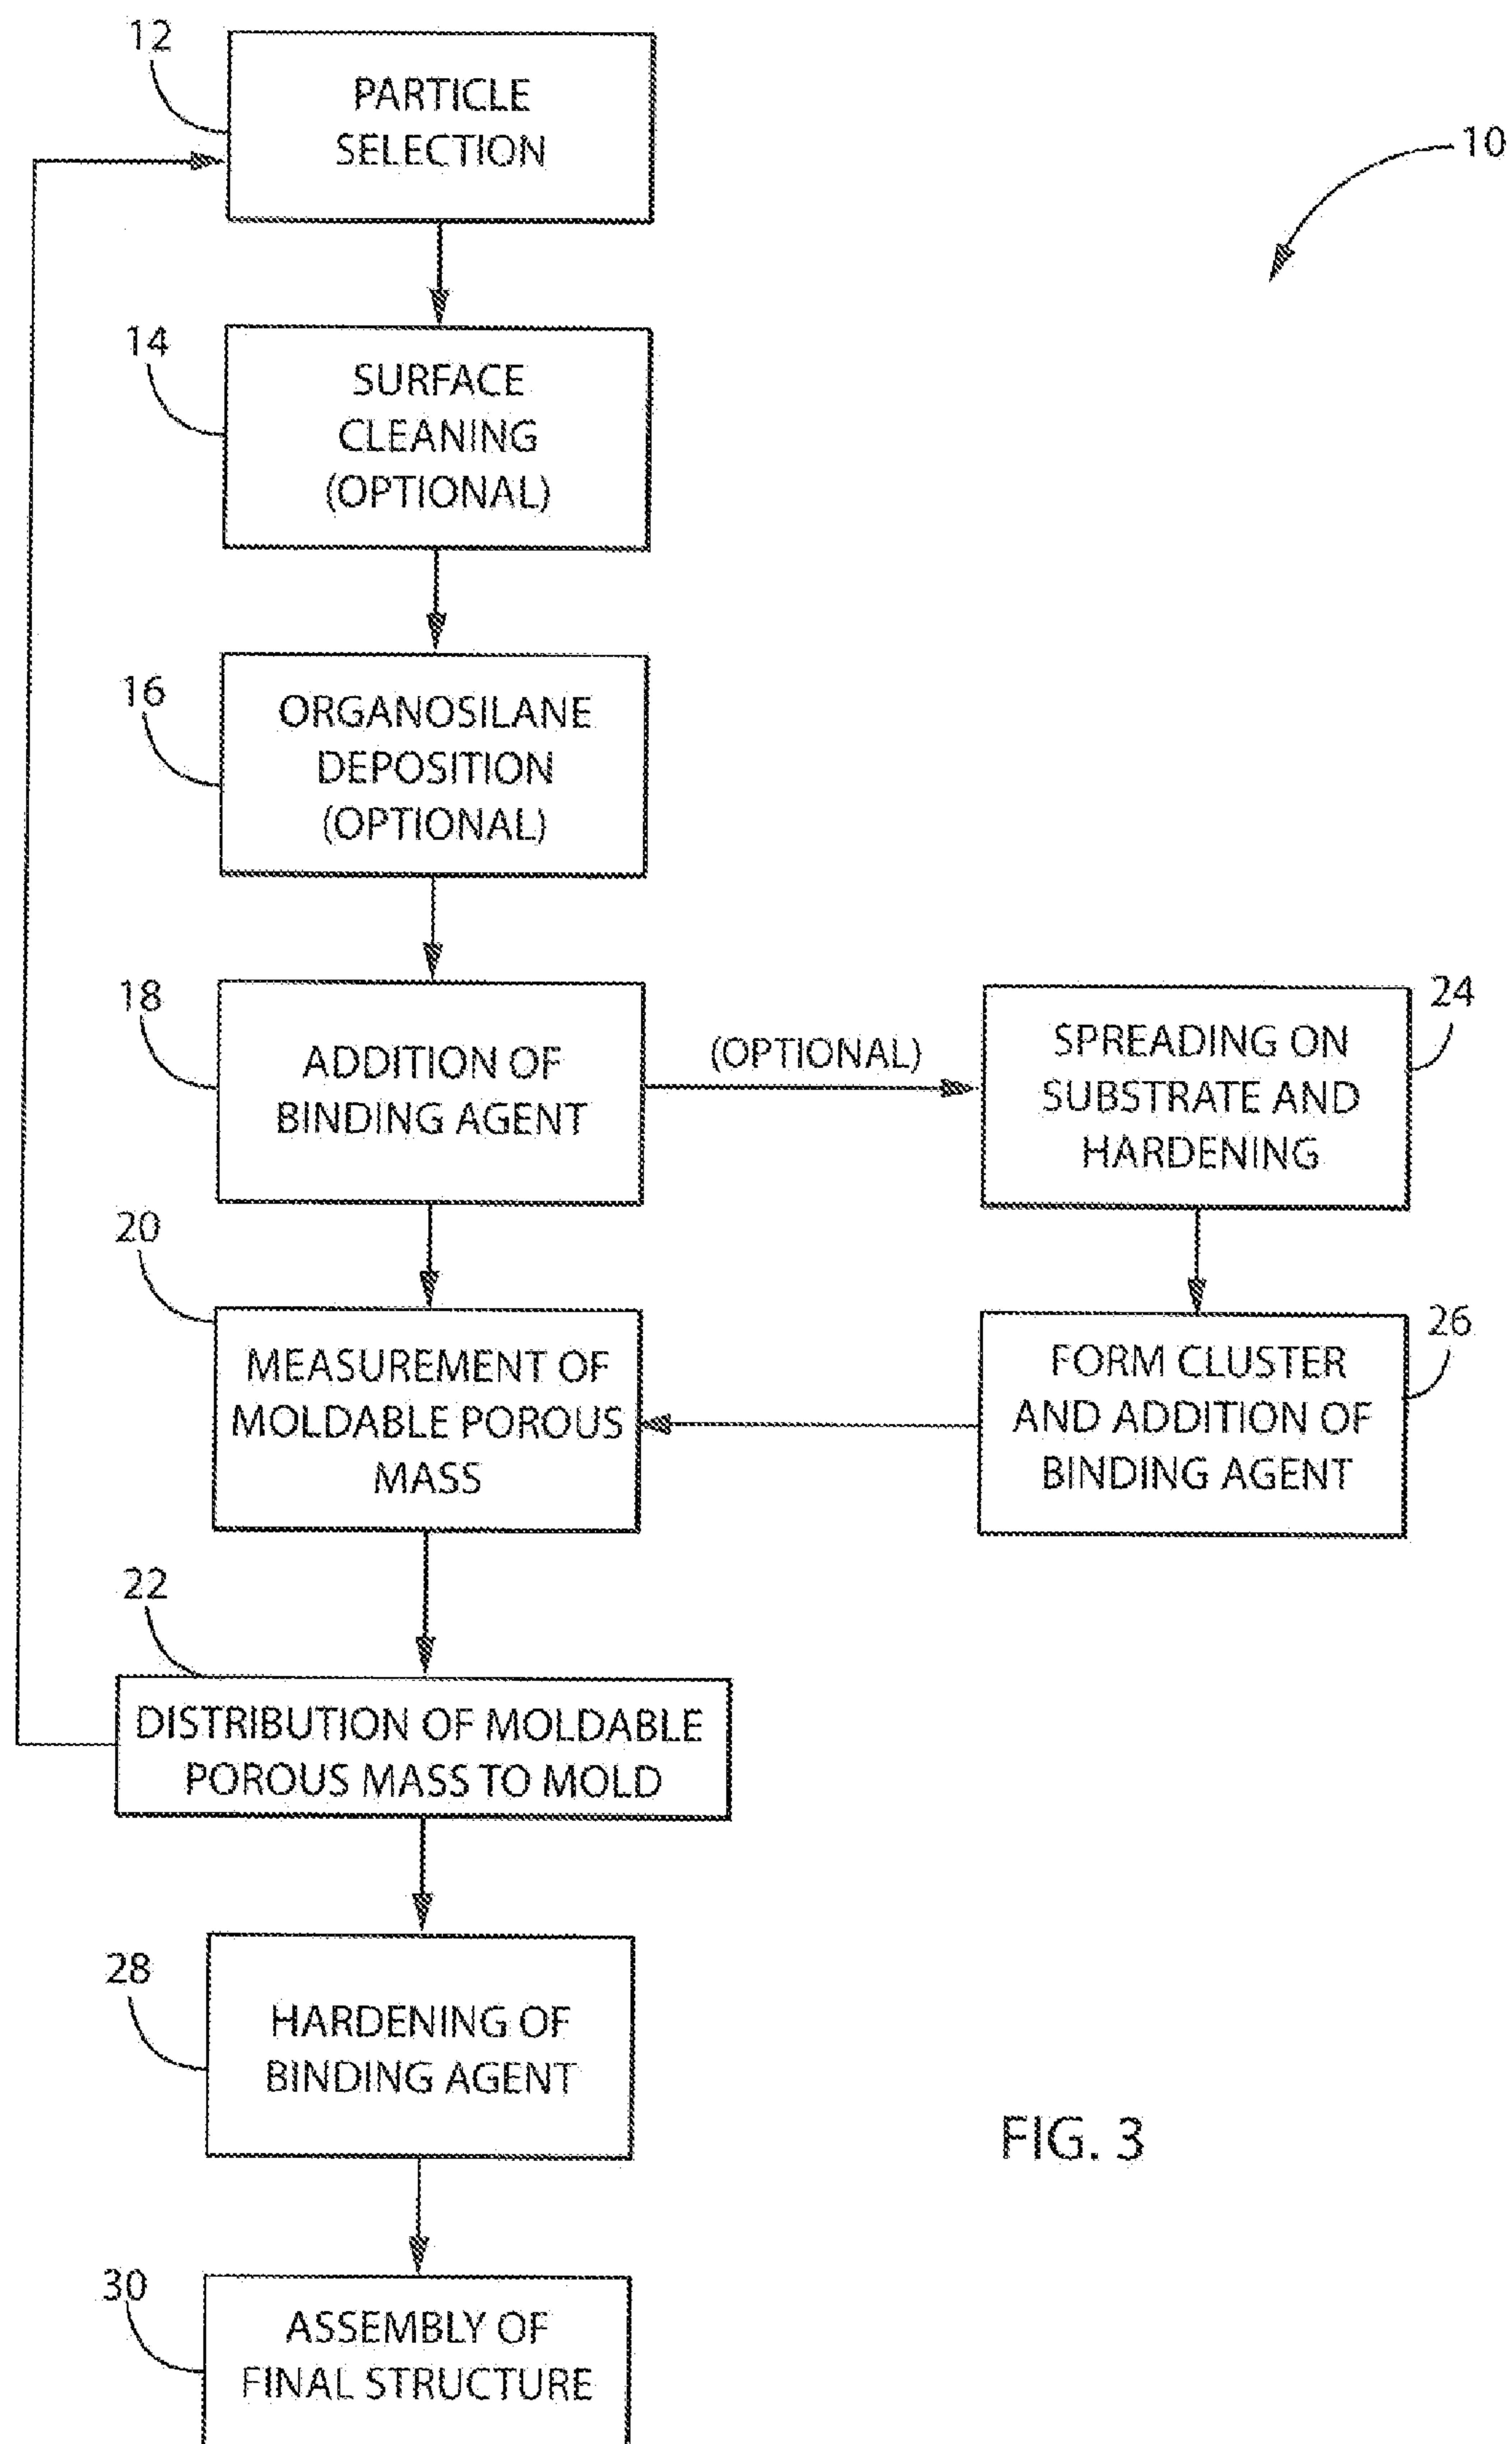 12
PARTICLE
SELECTION
10
14
SURFACE
CLEANING
(OPTIONAL)
16
ORGANOSILANE
DEPOSITION
(OPTIONAL)
18
ADDITION OF
BINDING AGENT
(OPTIONAL)
24
SPREADING ON
SUBSTRATE AND
HARDENING
20
MEASUREMENT OF
MOLDABLE POROUS
MASS
26
FORM CLUSTER
AND ADDITION OF
BINDING AGENT
22
DISTRIBUTION OF MOLDABLE
POROUS MASS TO MOLD
28
HARDENING OF
BINDING AGENT
FIG. 3
30
ASSEMBLY OF
FINAL STRUCTURE